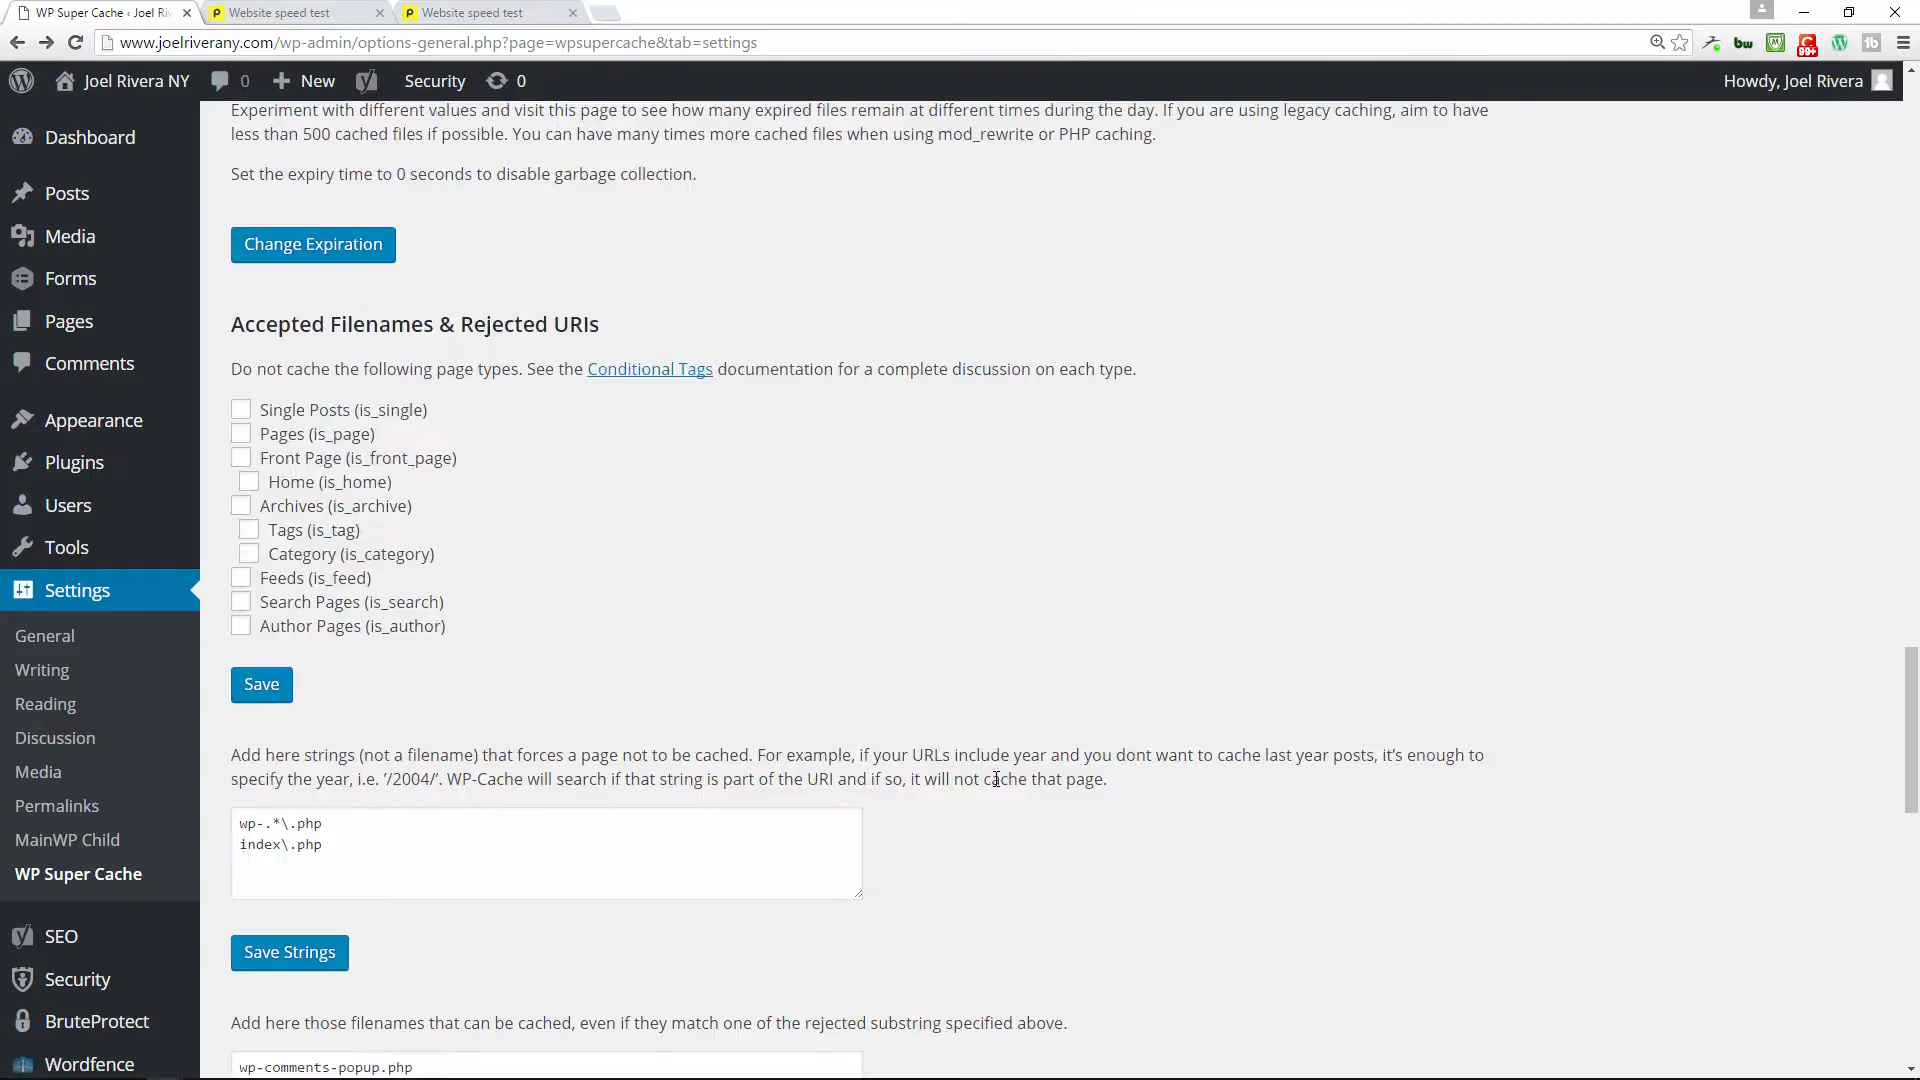 WP Super Cache ‹ Joel Ri
Website speed test
Website speed test
www.joelriverany.com/wp-admin/options-general.php?page=wpsupercache&tab=settings
99+
Joel Rivera NY
0
New
Security
0
Howdy, Joel Rivera
Dashboard
Posts
Media
Forms
Pages
Comments
Appearance
Plugins
Users
Tools
Settings
General
Writing
Reading
Discussion
Media
Permalinks
MainWP Child
WP Super Cache
SEO
Security
BruteProtect
Wordfence
Experiment with different values and visit this page to see how many expired files remain at different times during the day. If you are using legacy caching, aim to have
less than 500 cached files if possible. You can have many times more cached files when using mod_rewrite or PHP caching.
Set the expiry time to 0 seconds to disable garbage collection.
Change Expiration
Accepted Filenames & Rejected URIs
Do not cache the following page types. See the Conditional Tags documentation for a complete discussion on each type.
Single Posts (is_single)
Pages (is_page)
Front Page (is_front_page)
Home (is_home)
Archives (is_archive)
Tags (is_tag)
Category (is_category)
Feeds (is_feed)
Search Pages (is_search)
Author Pages (is_author)
Save
Add here strings (not a filename) that forces a page not to be cached. For example, if your URLs include year and you dont want to cache last year posts, it’s enough to
specify the year, i.e. ’/2004/’. WP-Cache will search if that string is part of the URI and if so, it will not cache that page.
wp-.*\.php
index\.php
Save Strings
Add here those filenames that can be cached, even if they match one of the rejected substring specified above.
wp-comments-popup.php